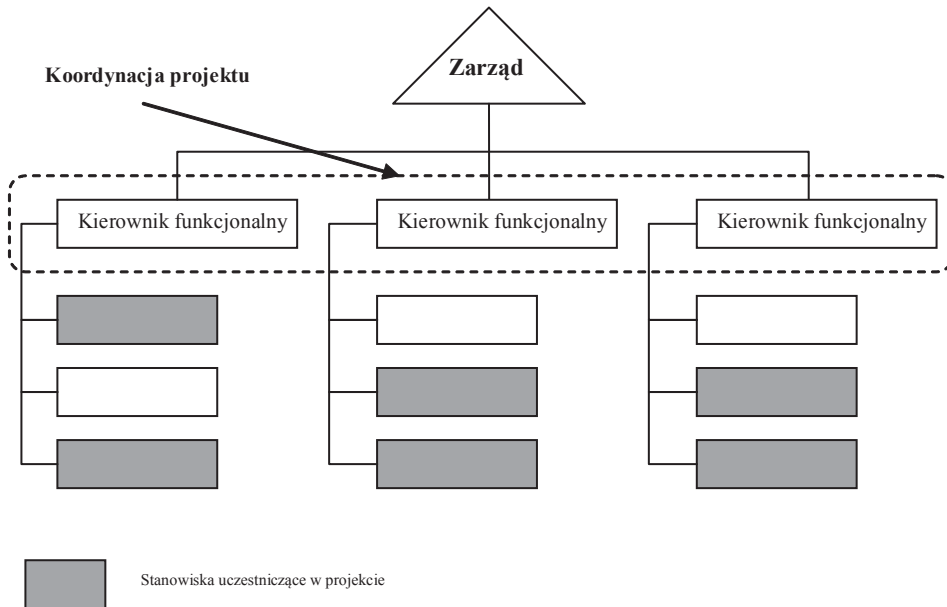 Zarząd
Koordynacja projektu
Kierownik funkcjonalny
Kierownik funkcjonalny
Kierownik funkcjonalny
Stanowiska uczestniczące w projekcie